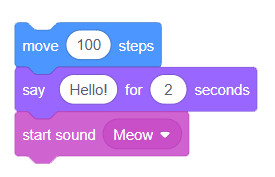 move 100 steps
say Hello! for 2 seconds
start sound Meow